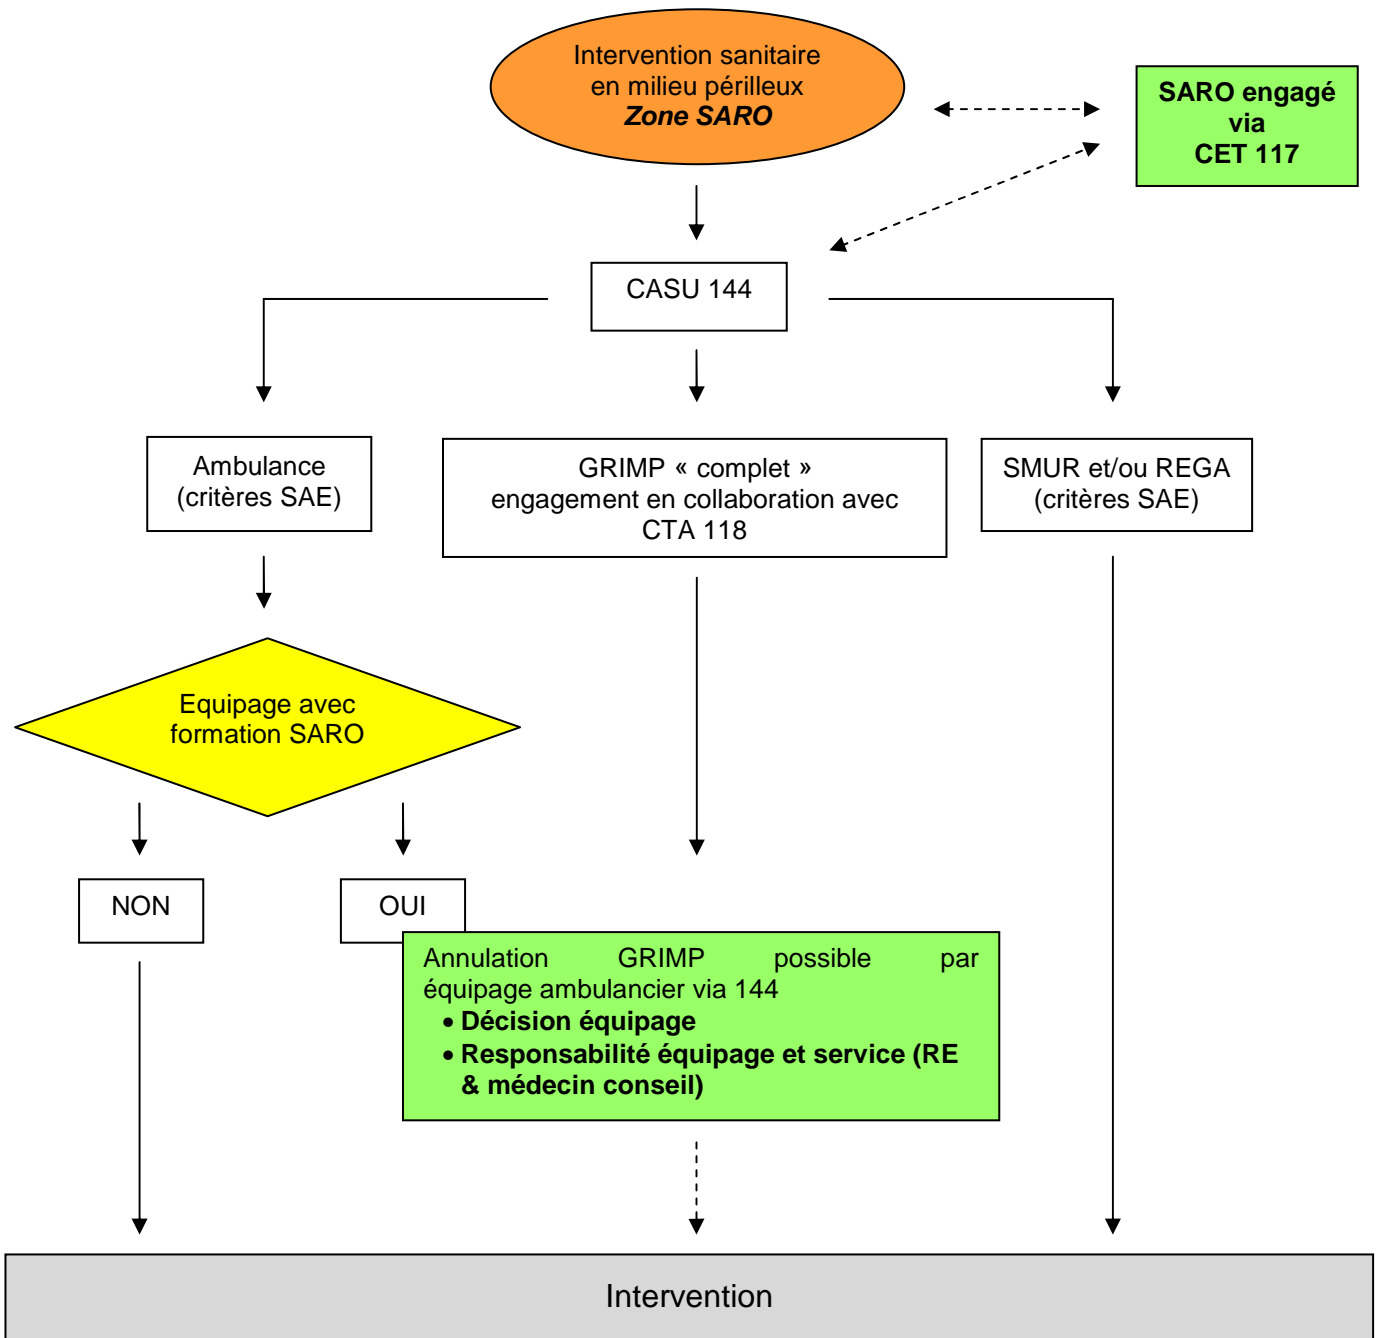 Intervention sanitaire
en milieu périlleux
Zone SARO
SARO engagé
via
CET 117
CASU 144
Ambulance
(critères SAE)
GRIMP « complet »
engagement en collaboration avec
CTA 118
SMUR et/ou REGA
(critères SAE)
Equipage avec
formation SARO
NON
OUI
Annulation GRIMP possible par
équipage ambulancier via 144
• Décision équipage
• Responsabilité équipage et service (RE
& médecin conseil)
Intervention